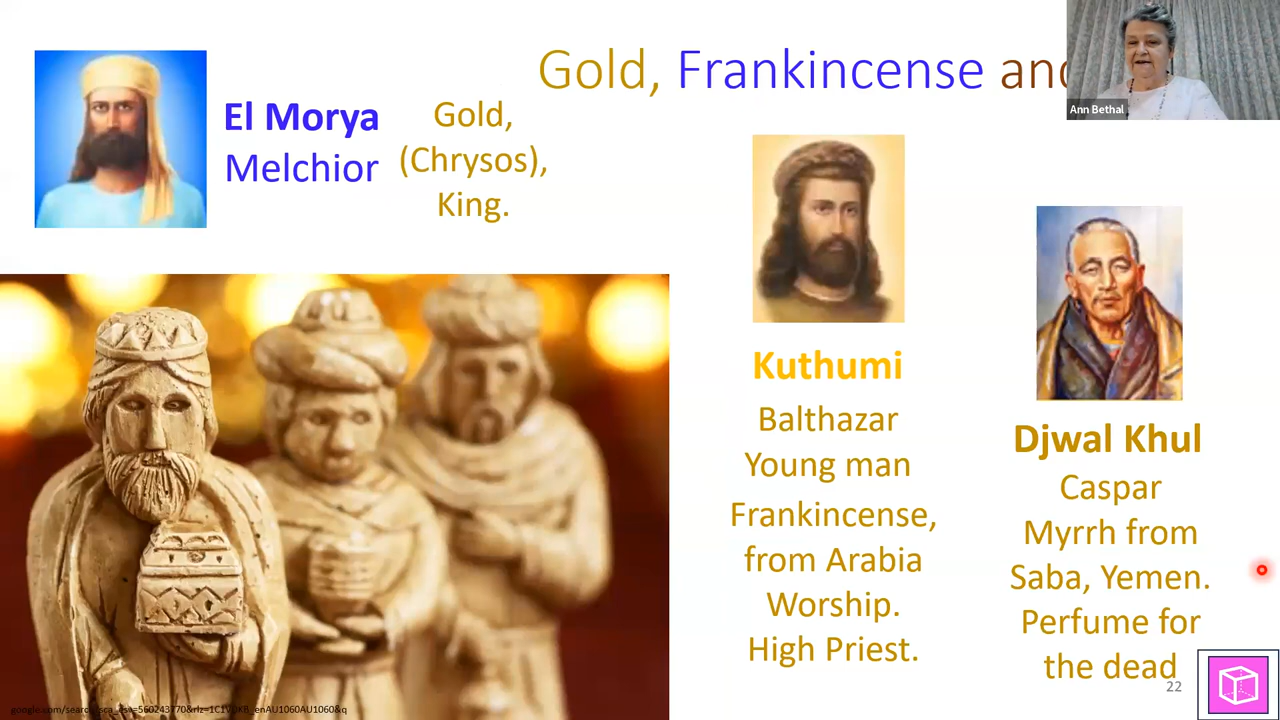 Gold, Frankincense and
Ann Bethal
El Morya
Melchior
Gold,
(Chrysos),
King.
Kuthumi
Balthazar
Young man
Frankincense,
from Arabia
Worship.
High Priest.
Djwal Khul
Caspar
Myrrh from
Saba, Yemen.
Perfume for
the dead
22